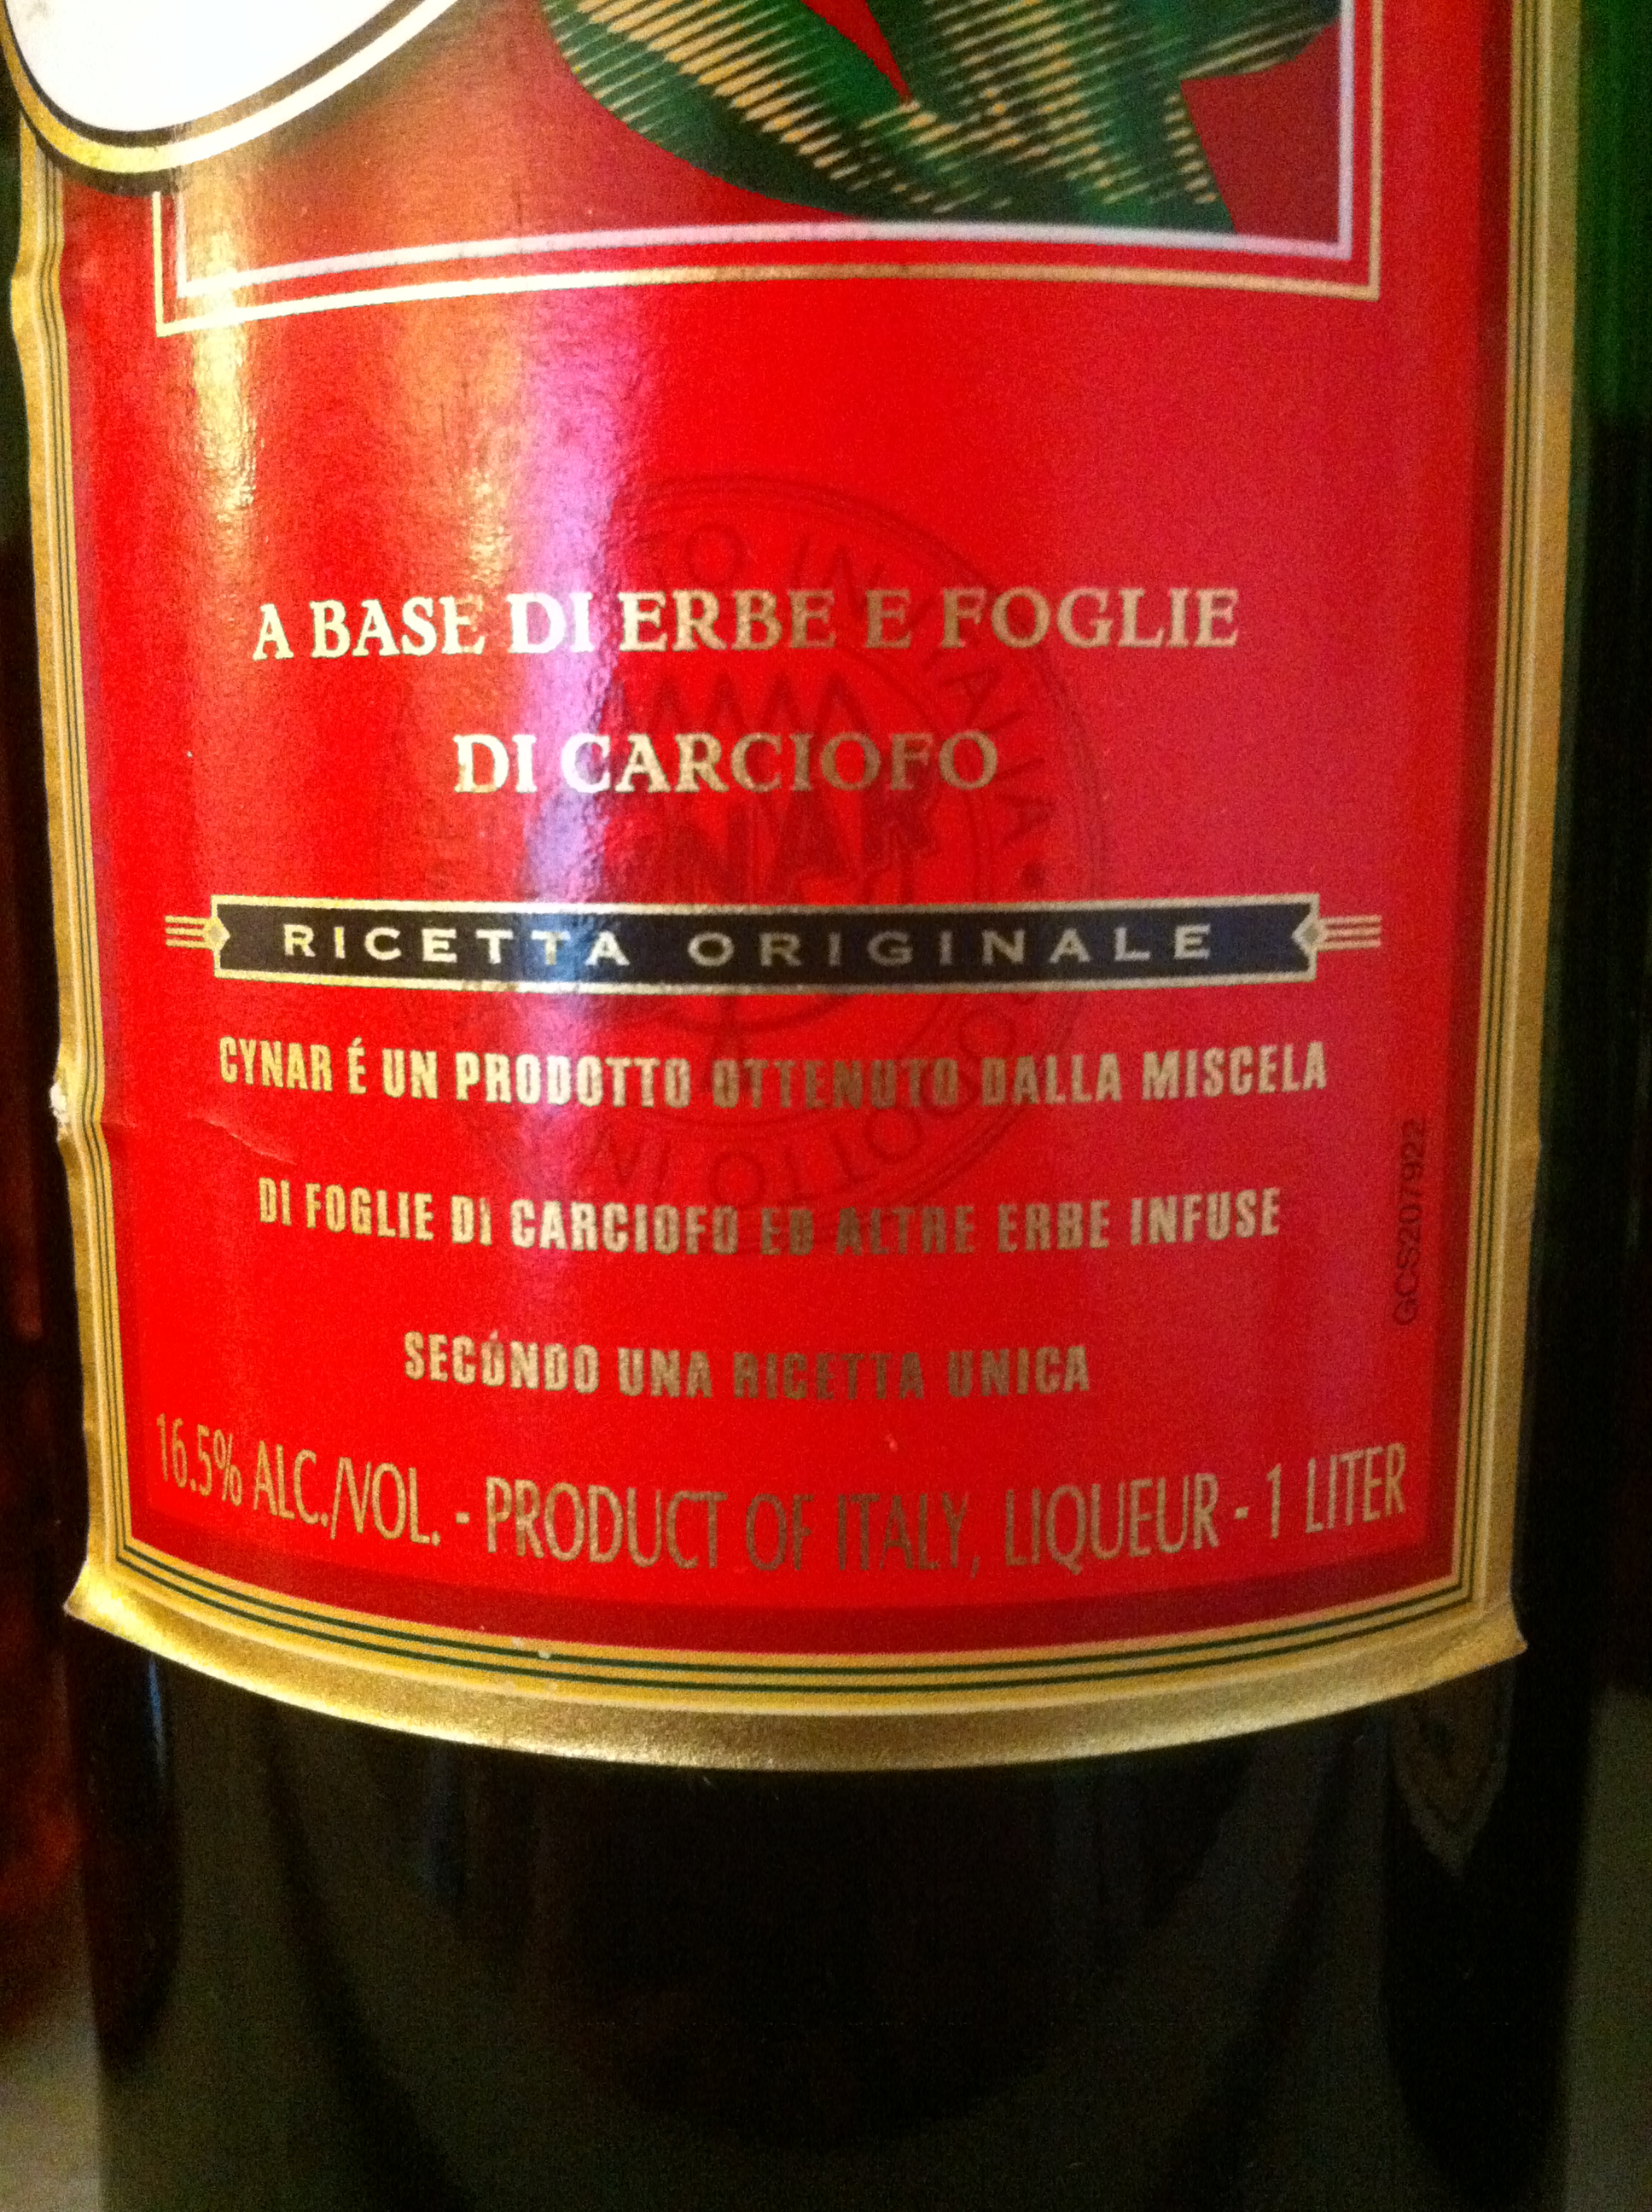 A BASE DI ERBE E FOGLIE
DI CARCIOFO
RICETTA ORIGINALE
CYNAR É UN PRODOTTO OTTENUTO DALLA MISCELA
DI FOGLIE DI CARCIOFO ED ALTRE ERBE INFUSE
SECONDO UNA RICETTA UNICA
16.5% ALC./VOL. - PRODUCT OF ITALY, LIQUEUR - 1 LITER
GCS207922